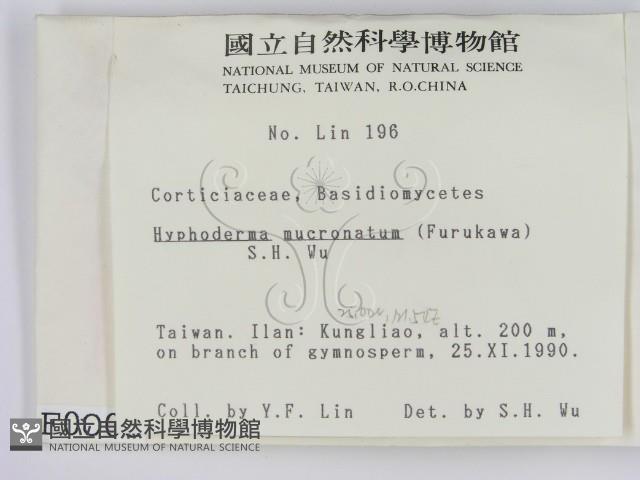 國立自然科學博物館
NATIONAL MUSEUM OF NATURAL SCIENCE
TAICHUNG, TAIWAN, R.O.CHINA
No. Lin 196
Corticiaceae, Basidiomycetes
Hyphoderma mucronatum (Furukawa)
S.H. Wu
Taiwan. Ilan: Kungliao, alt. 200 m,
on branch of gymnosperm, 25.XI.1990.
Coll. by Y.F. Lin Det. by S.H. Wu
國立自然科學博物館
NATIONAL MUSEUM OF NATURAL SCIENCE